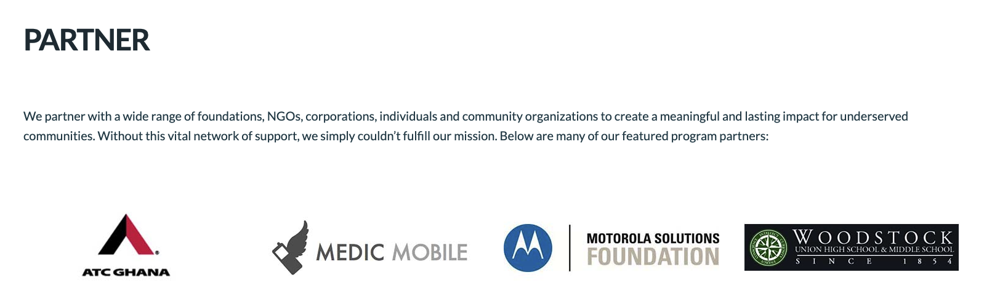 PARTNER
We partner with a wide range of foundations, NGOs, corporations, individuals and community organizations to create a meaningful and lasting impact for underserved
communities. Without this vital network of support, we simply couldn’t fulfill our mission. Below are many of our featured program partners:
ATC GHANA
MEDIC MOBILE
MOTOROLA SOLUTIONS
FOUNDATION
WOODSTOCK
UNION HIGH SCHOOL & MIDDLE SCHOOL
SINCE 1854